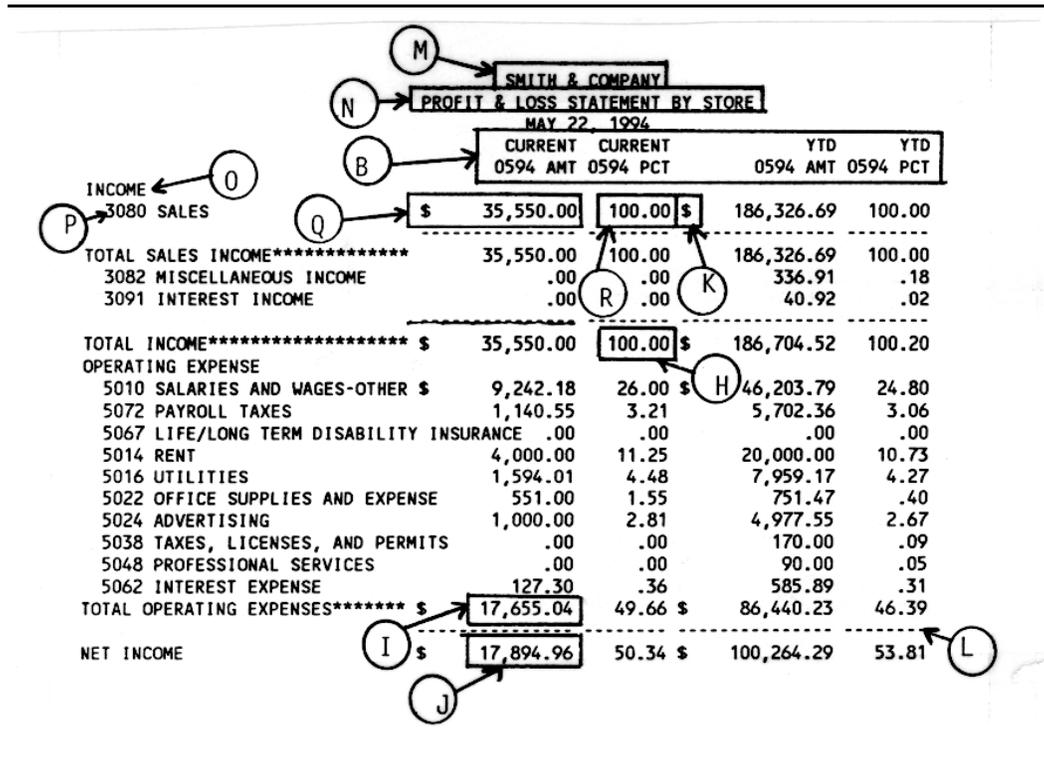 M
SMITH & COMPANY
N PROFIT & LOSS STATEMENT BY STORE
MAY 22, 1994
B CURRENT CURRENT YTD YTD
0594 AMT 0594 PCT 0594 AMT 0594 PCT
INCOME O
P 3080 SALES Q $ 35,550.00 100.00 $ 186,326.69 100.00
TOTAL SALES INCOME************* 35,550.00 100.00 186,326.69 100.00
3082 MISCELLANEOUS INCOME .00 .00 336.91 .18
R K
3091 INTEREST INCOME .00 .00 40.92 .02
TOTAL INCOME******************* $ 35,550.00 100.00 $ 186,704.52 100.20
OPERATING EXPENSE
H
5010 SALARIES AND WAGES-OTHER $ 9,242.18 26.00 $ 46,203.79 24.80
5072 PAYROLL TAXES 1,140.55 3.21 5,702.36 3.06
5067 LIFE/LONG TERM DISABILITY INSURANCE .00 .00 .00 .00
5014 RENT 4,000.00 11.25 20,000.00 10.73
5016 UTILITIES 1,594.01 4.48 7,959.17 4.27
5022 OFFICE SUPPLIES AND EXPENSE 551.00 1.55 751.47 .40
5024 ADVERTISING 1,000.00 2.81 4,977.55 2.67
5038 TAXES, LICENSES, AND PERMITS .00 .00 170.00 .09
5048 PROFESSIONAL SERVICES .00 .00 90.00 .05
5062 INTEREST EXPENSE 127.30 .36 585.89 .31
TOTAL OPERATING EXPENSES******* $ 17,655.04 49.66 $ 86,440.23 46.39
NET INCOME I $ 17,894.96 50.34 $ 100,264.29 53.81 L
J